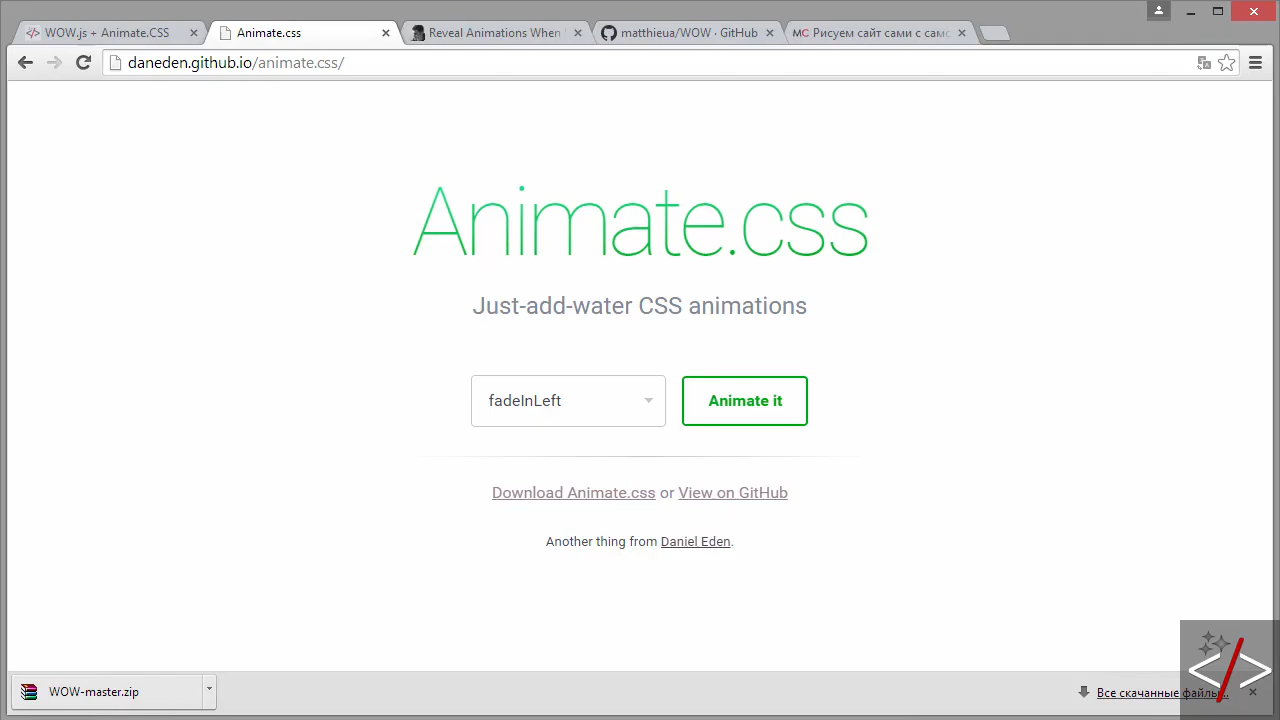 WOW.js + Animate.CSS
Animate.css
Reveal Animations When
matthieua/WOW · GitHub
MC Рисуем сайт сами с само
daneden.github.io/animate.css/
Animate.css
Just-add-water CSS animations
fadeInLeft
Animate it
Download Animate.css or View on GitHub
Another thing from Daniel Eden.
WOW-master.zip
Все скачанные файлы...